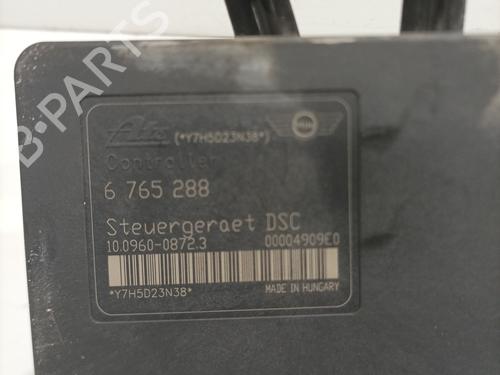 Ate (*Y7H5D23N38*)
Controller
6 765 288
Steuergeraet DSC
10.0960-0872.3 00004909E0
*Y7H5D23N38* MADE IN HUNGARY
B-PARTS